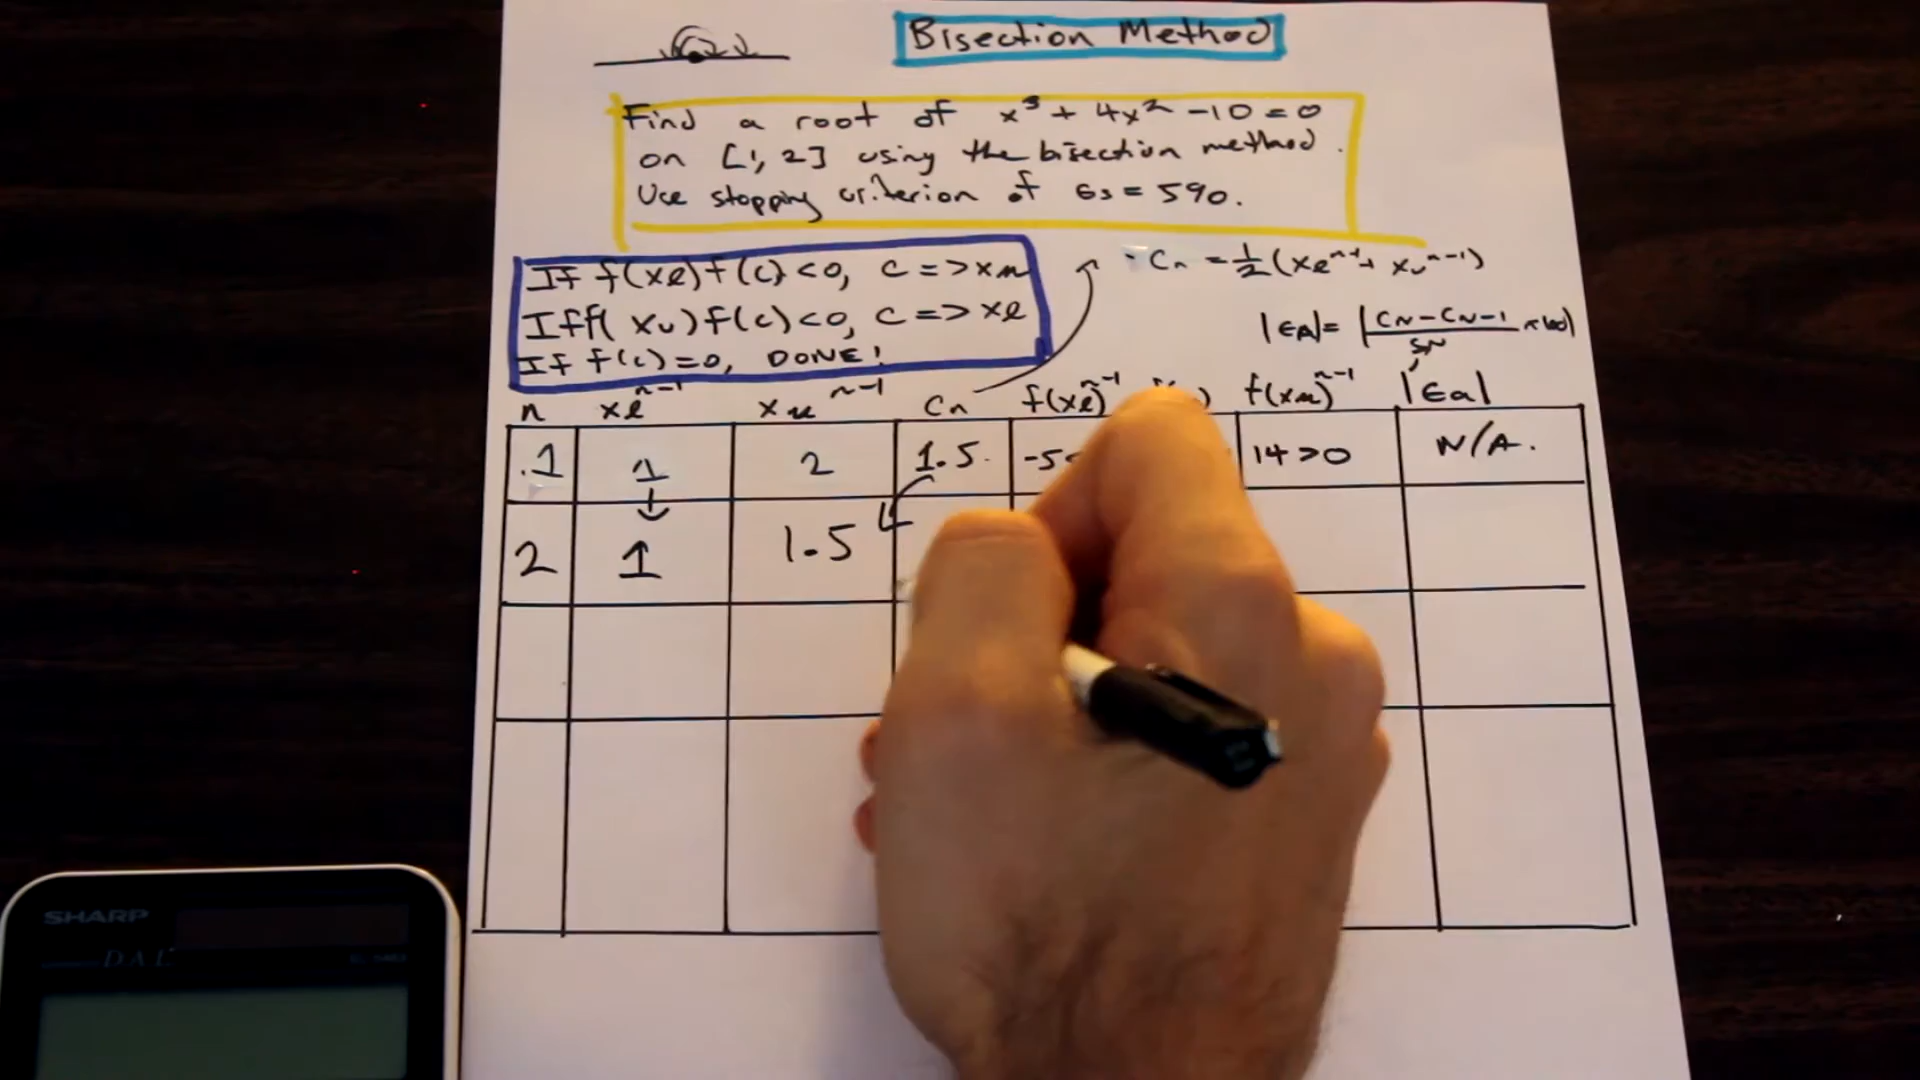 Bisection Method
Find a root of x³ + 4x² - 10 = 0
on [1, 2] using the bisection method.
Use stopping criterion of εs = 5%.
If f(xl) f(c) < 0, c => xu
If f(xu) f(c) < 0, c => xl
If f(c) = 0, DONE!
Cn = 1/2 (xl^n-1 + xu^n-1)
|εA| = |CN - CN-1 / CN x 100|
n xl^n-1 xu^n-1 Cn f(xl)^n-1 f(xu)^n-1 |εa|
1 1 2 1.5 -5< 14>0 N/A.
2 1 1.5
SHARP
DAL